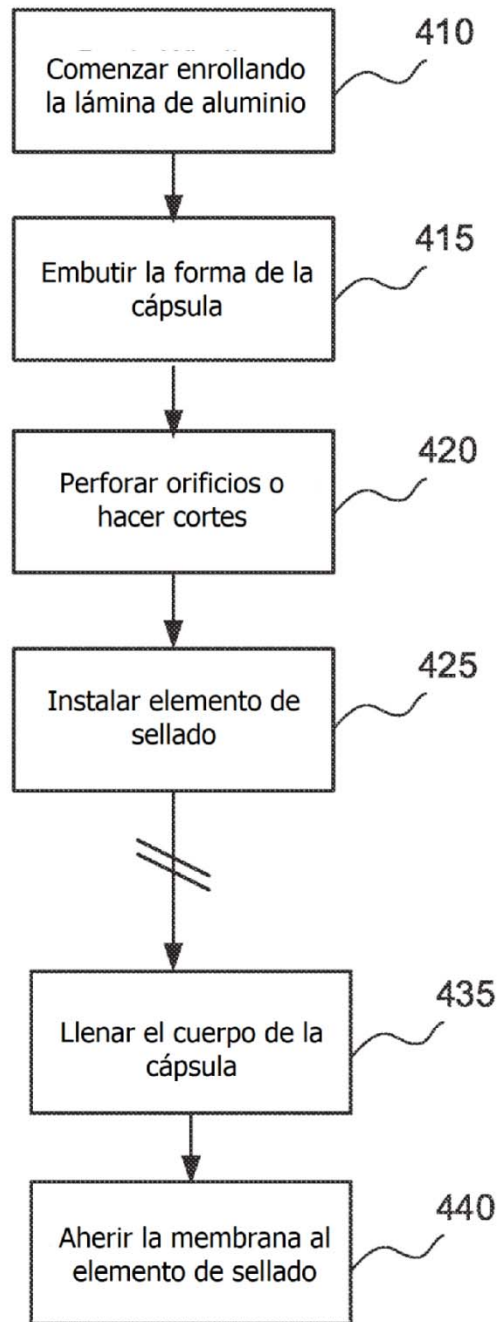 410
Comenzar enrollando
la lámina de aluminio
415
Embutir la forma de la
cápsula
420
Perforar orificios o
hacer cortes
425
Instalar elemento de
sellado
435
Llenar el cuerpo de la
cápsula
440
Aherir la membrana al
elemento de sellado